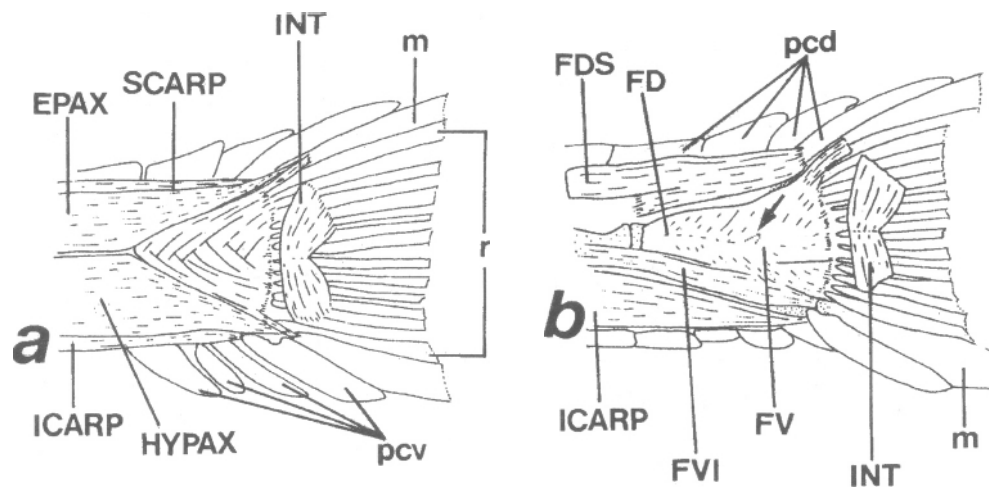 INT
m
EPAX
SCARP
r
a
ICARP
HYPAX
pcv
pcd
FDS
FD
b
ICARP
FVI
FV
INT
m